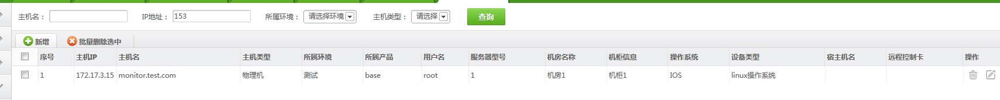 主机名： IP地址： 153 所属环境： 请选择环境 主机类型： 请选择 查询
新增 批量删除选中
序号 主机IP 主机名 主机类型 所属环境 所属产品 用户名 服务器型号 机房名称 机柜信息 操作系统 设备类型 宿主机名 远程控制卡 操作
1 172.17.3.15 monitor.test.com 物理机 测试 base root 1 机房1 机柜1 IOS linux操作系统